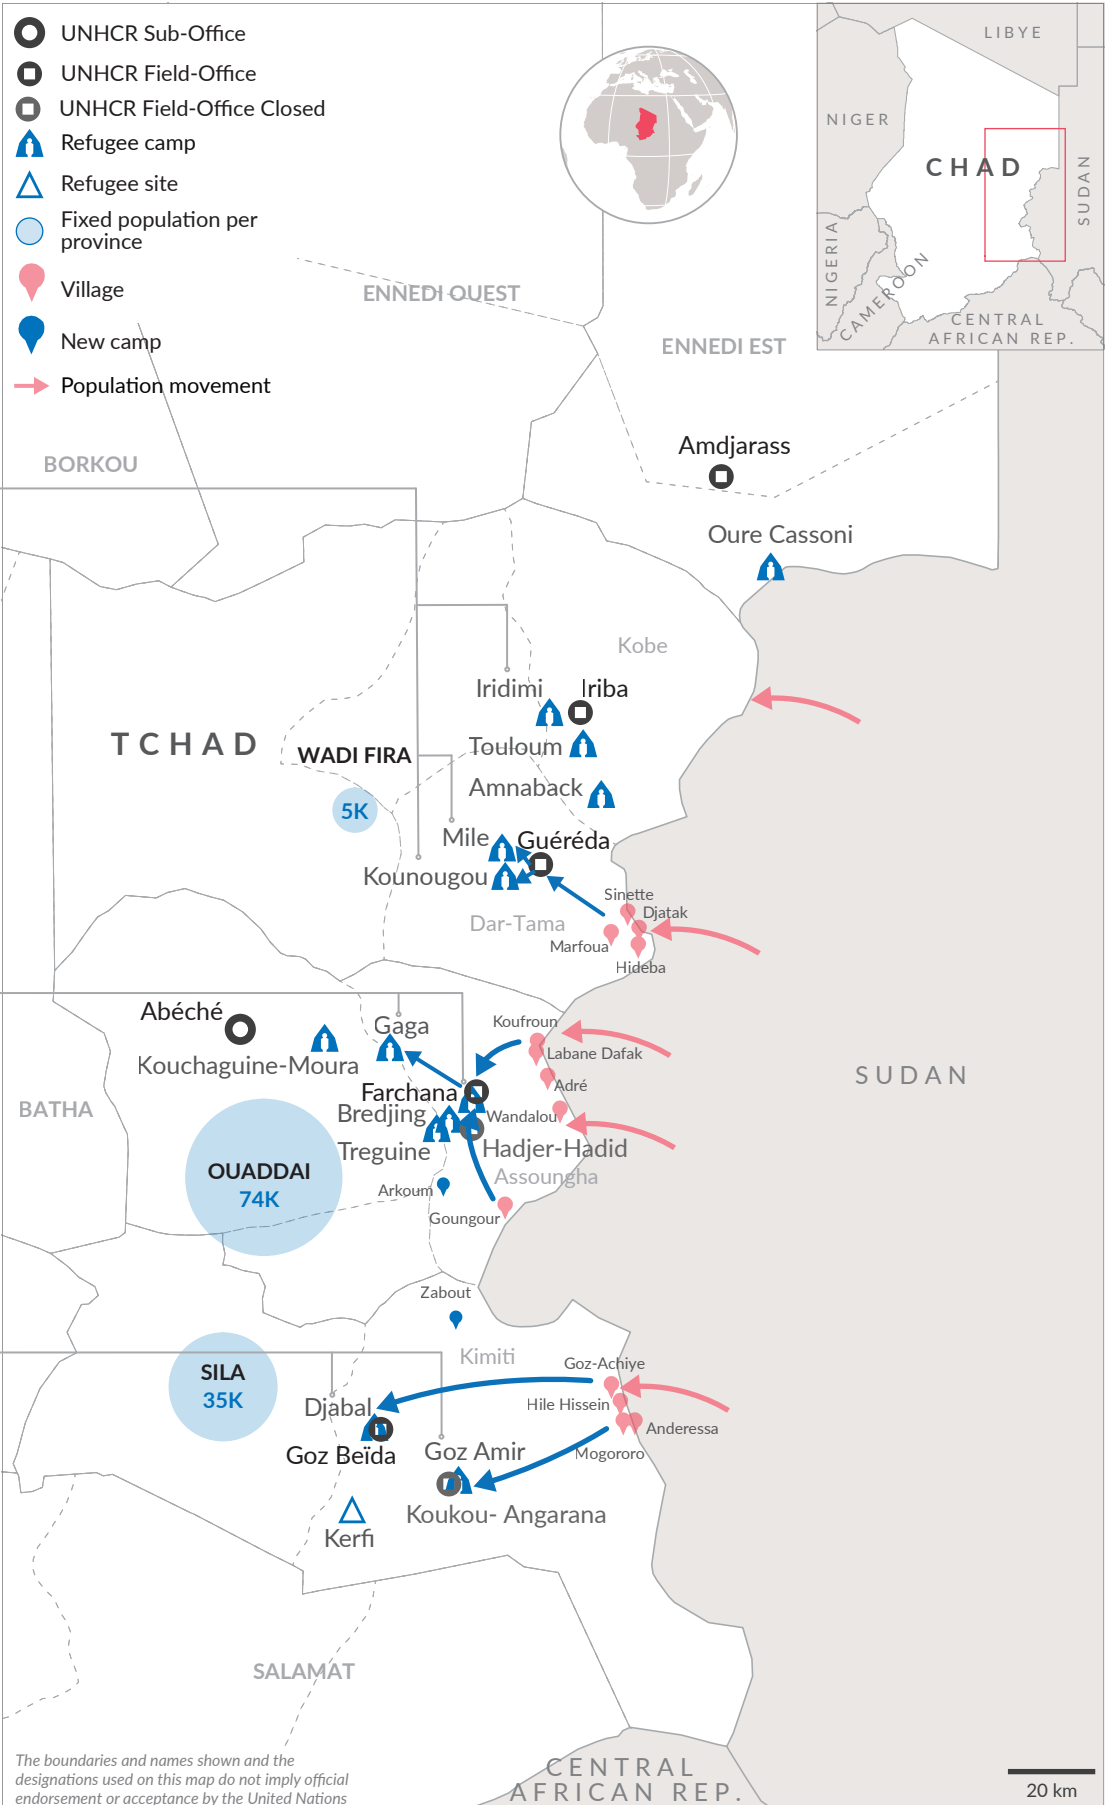 UNHCR Sub-Office
UNHCR Field-Office
UNHCR Field-Office Closed
Refugee camp
Refugee site
Fixed population per
province
Village
New camp
Population movement
LIBYE
NIGER
CHAD
SUDAN
NIGERIA
CAMEROON
CENTRAL
AFRICAN REP.
ENNEDI OUEST
ENNEDI EST
BORKOU
Amdjarass
Oure Cassoni
Kobe
Iridimi
Iriba
TCHAD
WADI FIRA
Touloum
5K
Amnaback
Mile
Guéréda
Kounougou
Sinette
Djatak
Dar-Tama
Marfoua
Hideba
Abéché
Gaga
Koufroun
Kouchaguine-Moura
Labane Dafak
SUDAN
Adré
Farchana
BATHA
Bredjing
Wandalou
Treguine
Hadjer-Hadid
OUADDAI
74K
Assoungha
Arkoum
Goungour
Zabout
Kimiti
Goz-Achiye
SILA
35K
Djabal
Hile Hissein
Anderessa
Goz Beïda
Goz Amir
Mogororo
Koukou- Angarana
Kerfi
SALAMAT
The boundaries and names shown and the
designations used on this map do not imply official
endorsement or acceptance by the United Nations
CENTRAL
AFRICAN REP.
20 km